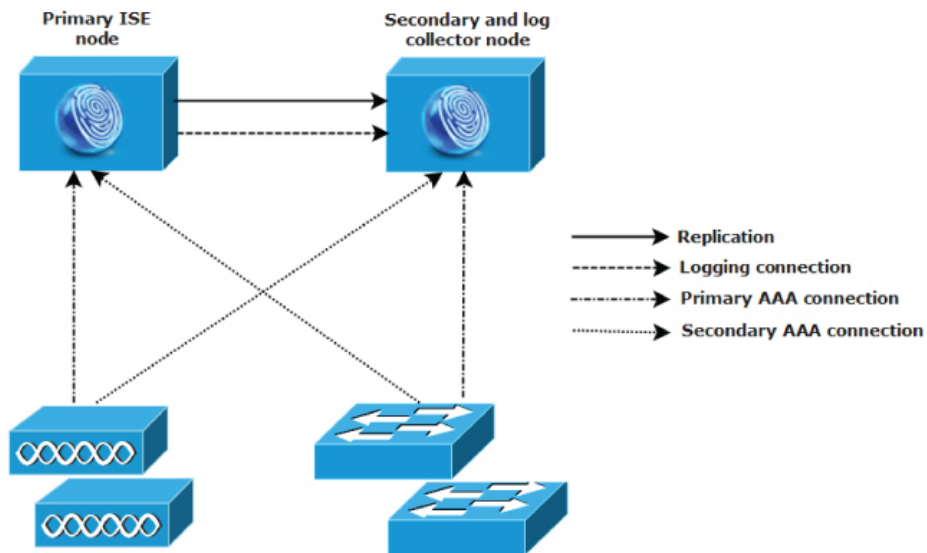 Primary ISE
node
Secondary and log
collector node
Replication
Logging connection
Primary AAA connection
Secondary AAA connection